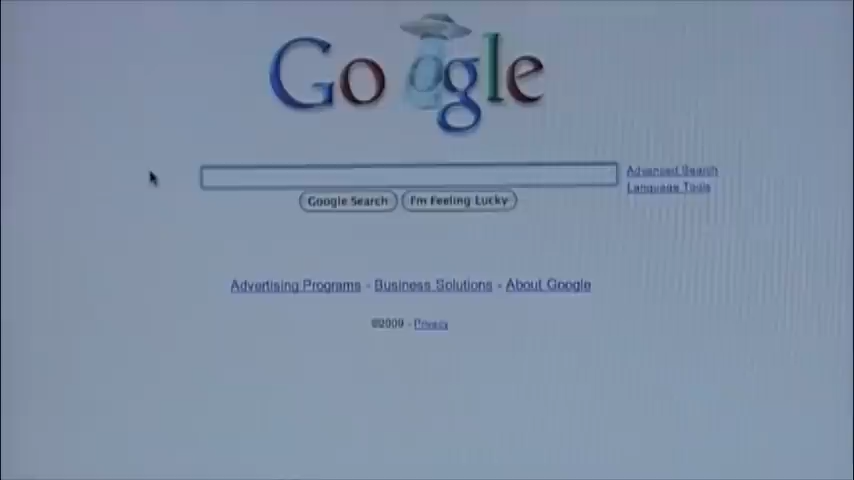 Google
Advanced Search
Language Tools
Google Search I'm Feeling Lucky
Advertising Programs - Business Solutions - About Google
©2009 - Privacy